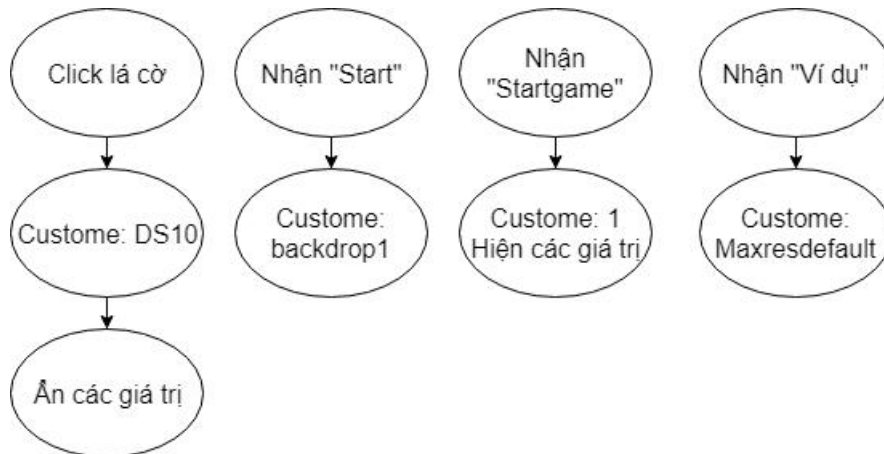 Click lá cờ
Nhận "Start"
Nhận
"Startgame"
Nhận "Ví dụ"
Custome: DS10
Custome:
backdrop1
Custome: 1
Hiện các giá trị
Custome:
Maxresdefault
Ẩn các giá trị